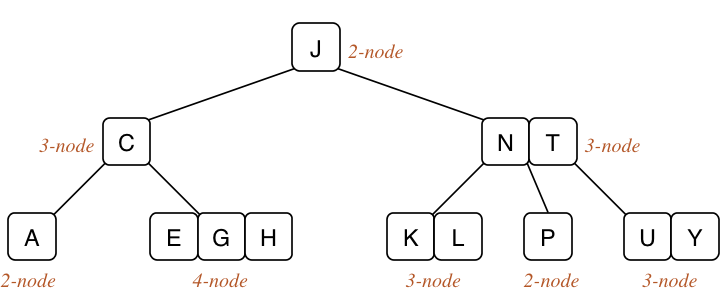 J 2-node
3-node C
N T 3-node
A
E G H
K L
P
U Y
2-node
4-node
3-node
2-node
3-node